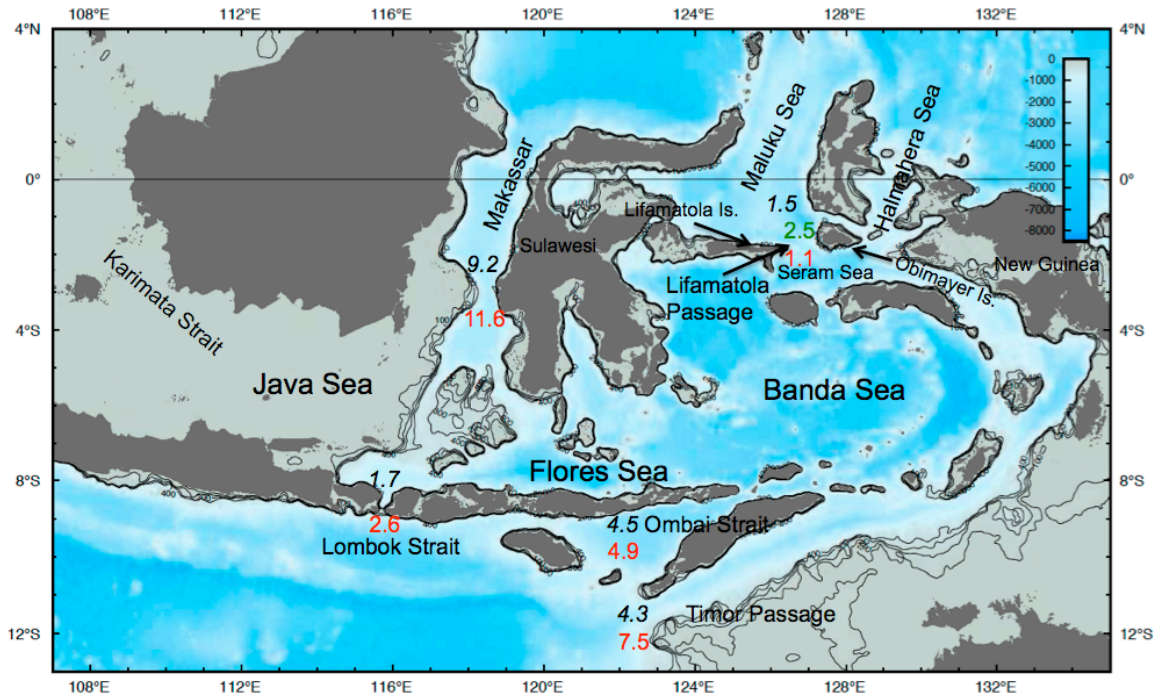 108°E 112°E 116°E 120°E 124°E 128°E 132°E
4°N 4°N
0
-1000
-2000
-3000
-4000
-5000
-6000
-7000
-8000
Maluku Sea
Halmahera Sea
Makassar
0° 0°
1.5
Lifamatola Is.
2.5
Sulawesi
1.1
Seram Sea
New Guinea
9.2
Karimata Strait
Lifamatola
Passage
Obimayer Is.
100
11.6
4°S 4°S
Java Sea
Banda Sea
Flores Sea
1.7
8°S 8°S
400
2.6
4.5 Ombai Strait
Lombok Strait
4.9
4.3 Timor Passage
7.5
12°S 12°S
108°E 112°E 116°E 120°E 124°E 128°E 132°E